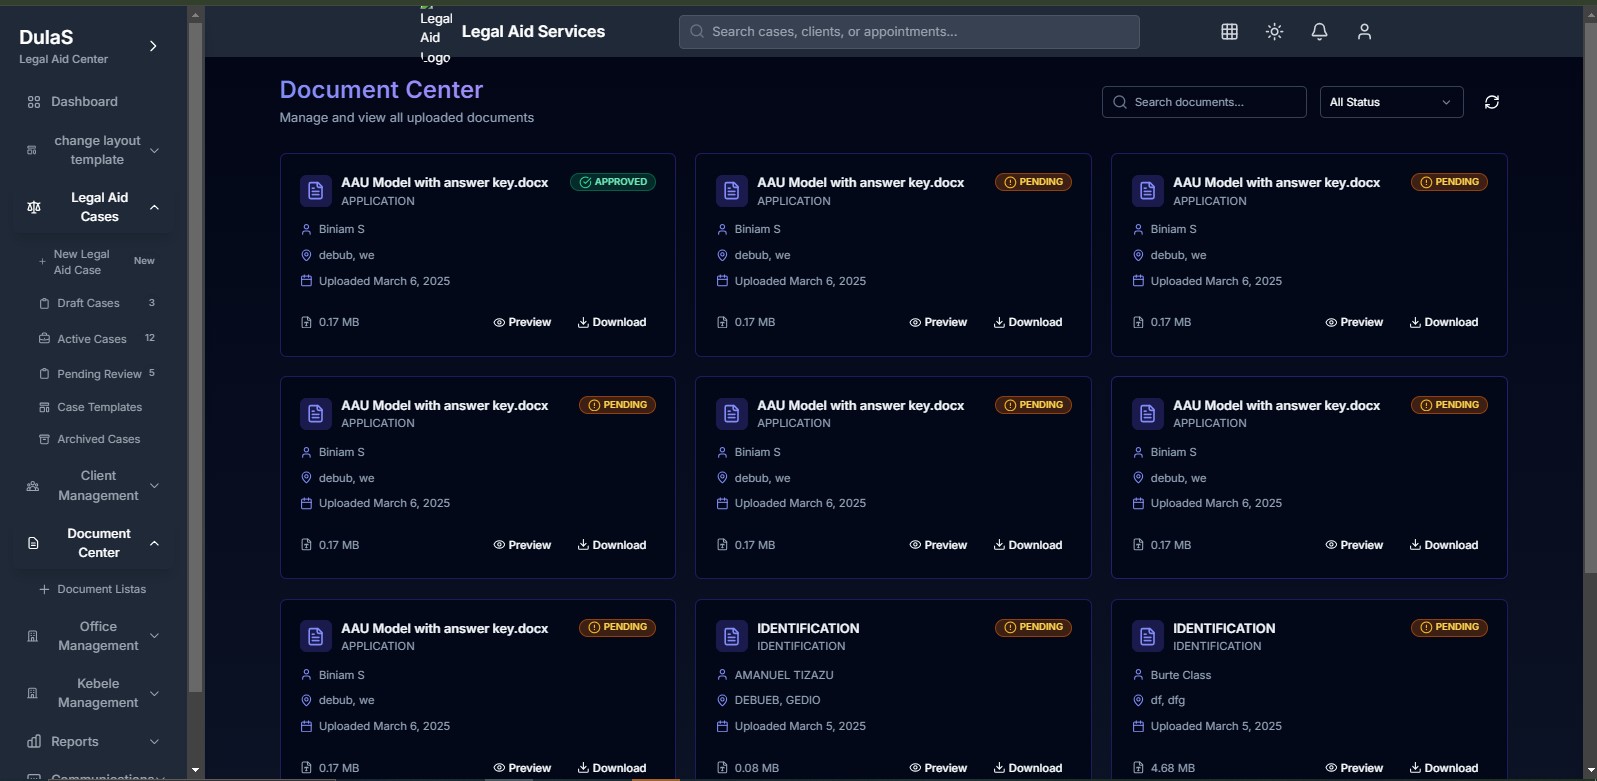 DulaS
Legal Aid Center
Dashboard
change layout
template
Legal Aid
Cases
New Legal
Aid Case
New
Draft Cases 3
Active Cases 12
Pending Review 5
Case Templates
Archived Cases
Client
Management
Document
Center
Document Listas
Office
Management
Kebele
Management
Reports
Communications
Legal
Aid
Logo
Legal Aid Services
Search cases, clients, or appointments...
Document Center
Manage and view all uploaded documents
Search documents...
All Status
AAU Model with answer key.docx APPROVED
APPLICATION
Biniam S
debub, we
Uploaded March 6, 2025
0.17 MB Preview Download
AAU Model with answer key.docx PENDING
APPLICATION
Biniam S
debub, we
Uploaded March 6, 2025
0.17 MB Preview Download
AAU Model with answer key.docx PENDING
APPLICATION
Biniam S
debub, we
Uploaded March 6, 2025
0.17 MB Preview Download
AAU Model with answer key.docx PENDING
APPLICATION
Biniam S
debub, we
Uploaded March 6, 2025
0.17 MB Preview Download
AAU Model with answer key.docx PENDING
APPLICATION
Biniam S
debub, we
Uploaded March 6, 2025
0.17 MB Preview Download
AAU Model with answer key.docx PENDING
APPLICATION
Biniam S
debub, we
Uploaded March 6, 2025
0.17 MB Preview Download
AAU Model with answer key.docx PENDING
APPLICATION
Biniam S
debub, we
Uploaded March 6, 2025
0.17 MB Preview Download
IDENTIFICATION PENDING
IDENTIFICATION
AMANUEL TIZAZU
DEBUEB, GEDIO
Uploaded March 5, 2025
0.08 MB Preview Download
IDENTIFICATION PENDING
IDENTIFICATION
Burte Class
df, dfg
Uploaded March 5, 2025
4.68 MB Preview Download